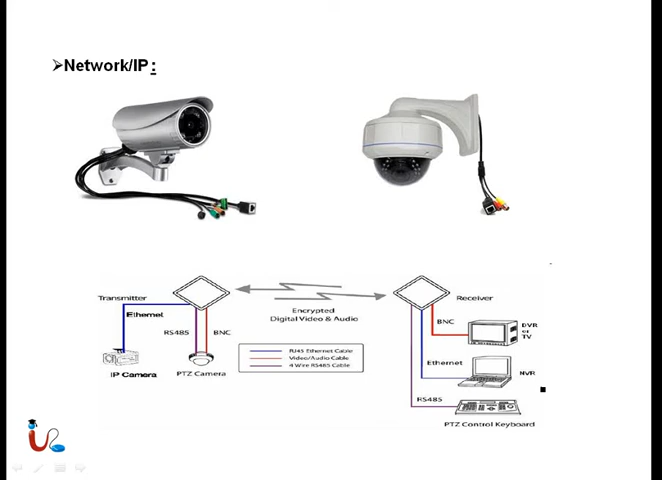 ➢Network/IP :
Transmitter
Receiver
Ethernet
Encrypted
Digital Video & Audio
RS485
BNC
BNC
DVR
or
TV
RJ45 Ethernet Cable
Video/Audio Cable
4 Wire RS485 Cable
Ethernet
NVR
IP Camera
PTZ Camera
RS485
PTZ Control Keyboard